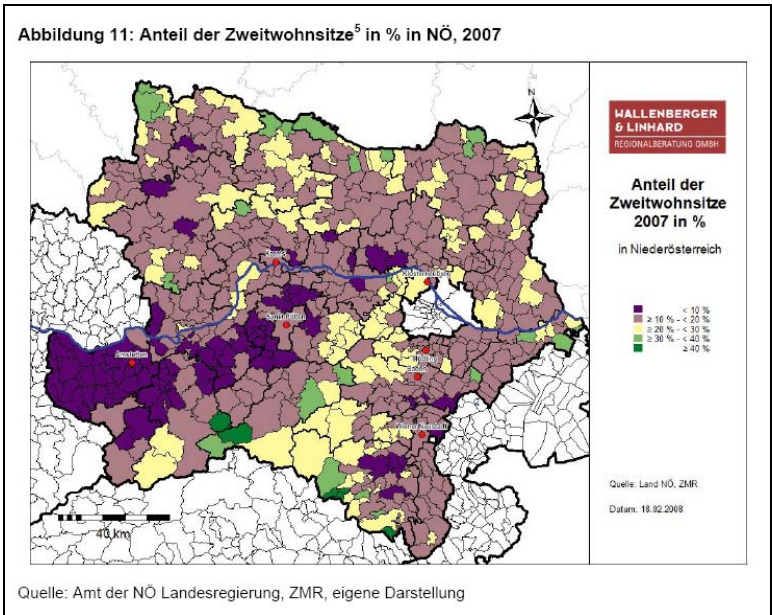 Abbildung 11: Anteil der Zweitwohnsitze⁵ in % in NÖ, 2007
WALLENBERGER
& LINHARD
REGIONALBERATUNG GMBH
Anteil der
Zweitwohnsitze
2007 in %
in Niederösterreich
< 10 %
≥ 10 % - < 20 %
≥ 20 % - < 30 %
≥ 30 % - < 40 %
≥ 40 %
Krems
Klosterneuburg
Sankt Pölten
Amstetten
Mödling
Baden
Wiener Neustadt
40 km
Quelle: Land NÖ, ZMR
Datum: 18.02.2008
Quelle: Amt der NÖ Landesregierung, ZMR, eigene Darstellung